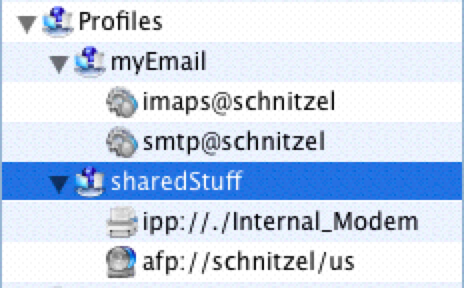 Profiles
myEmail
imaps@schnitzel
smtp@schnitzel
sharedStuff
ipp://./Internal_Modem
afp://schnitzel/us